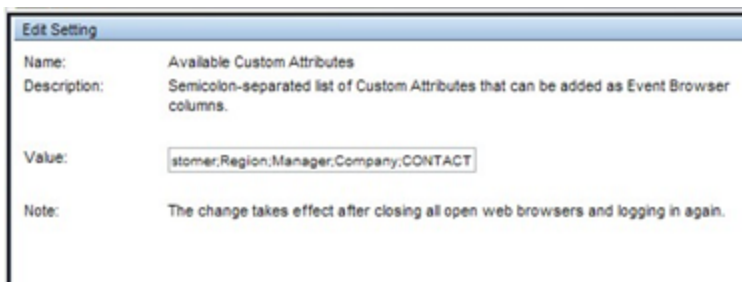 Edit Setting
Name: Available Custom Attributes
Description: Semicolon-separated list of Custom Attributes that can be added as Event Browser
columns.
Value: stomer;Region;Manager;Company;CONTACT
Note: The change takes effect after closing all open web browsers and logging in again.